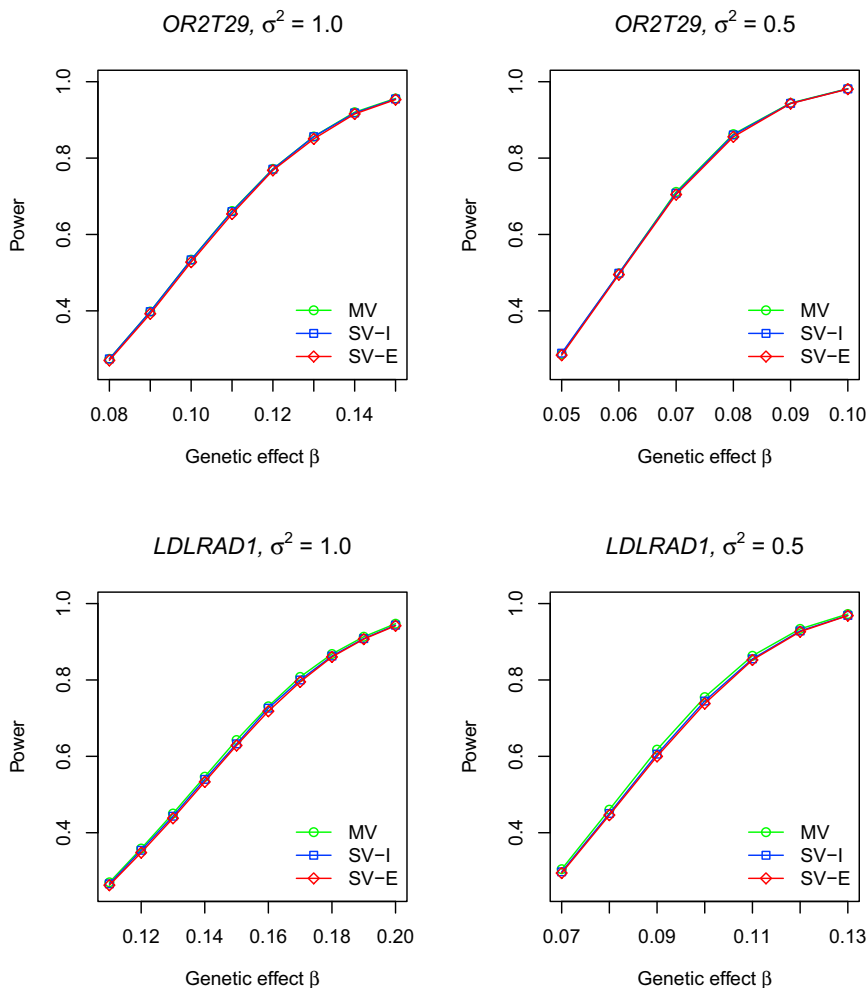 OR2T29, σ² = 1.0
Power
1.0
0.8
0.6
0.4
MV
SV−I
SV−E
0.08 0.10 0.12 0.14
Genetic effect β
OR2T29, σ² = 0.5
Power
1.0
0.8
0.6
0.4
MV
SV−I
SV−E
0.05 0.06 0.07 0.08 0.09 0.10
Genetic effect β
LDLRAD1, σ² = 1.0
Power
1.0
0.8
0.6
0.4
MV
SV−I
SV−E
0.12 0.14 0.16 0.18 0.20
Genetic effect β
LDLRAD1, σ² = 0.5
Power
1.0
0.8
0.6
0.4
MV
SV−I
SV−E
0.07 0.09 0.11 0.13
Genetic effect β